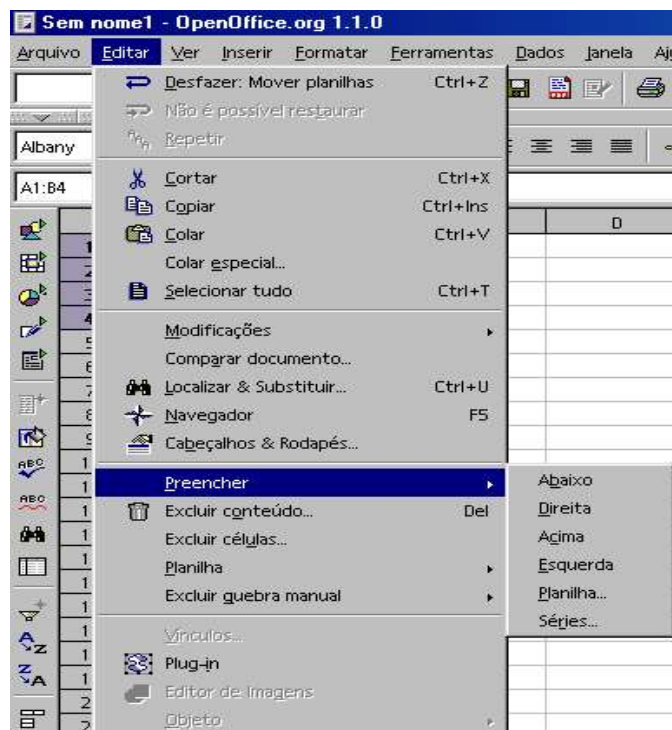 Sem nome1 - OpenOffice.org 1.1.0
Arquivo Editar Ver Inserir Formatar Ferramentas Dados Janela
Desfazer: Mover planilhas Ctrl+Z
Não é possível restaurar
Repetir
Albany
Cortar Ctrl+X
A1:B4
Copiar Ctrl+Ins
Colar Ctrl+V
D
Colar especial...
Selecionar tudo Ctrl+T
Modificações
Comparar documento...
Localizar & Substituir... Ctrl+U
Navegador F5
Cabeçalhos & Rodapés...
Preencher
Abaixo
Direita
Acima
Esquerda
Planilha...
Séries...
Excluir conteúdo... Del
Excluir células...
Planilha
Excluir quebra manual
Vínculos...
Plug-in
Editor de Imagens
Objeto